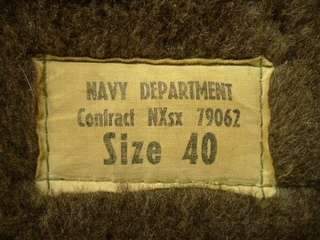 NAVY DEPARTMENT
Contract NXsx 79062
Size 40